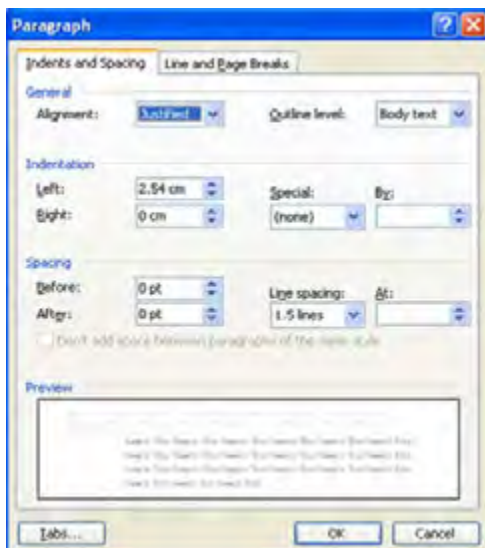 Paragraph
Indents and Spacing
Line and Page Breaks
General
Alignment: Justified Outline level: Body text
Indentation
Left: 2.54 cm Special: By:
Right: 0 cm (none)
Spacing
Before: 0 pt Line spacing: At:
After: 0 pt 1.5 lines
Don't add space between paragraphs of the same style
Preview
Tabs... OK Cancel